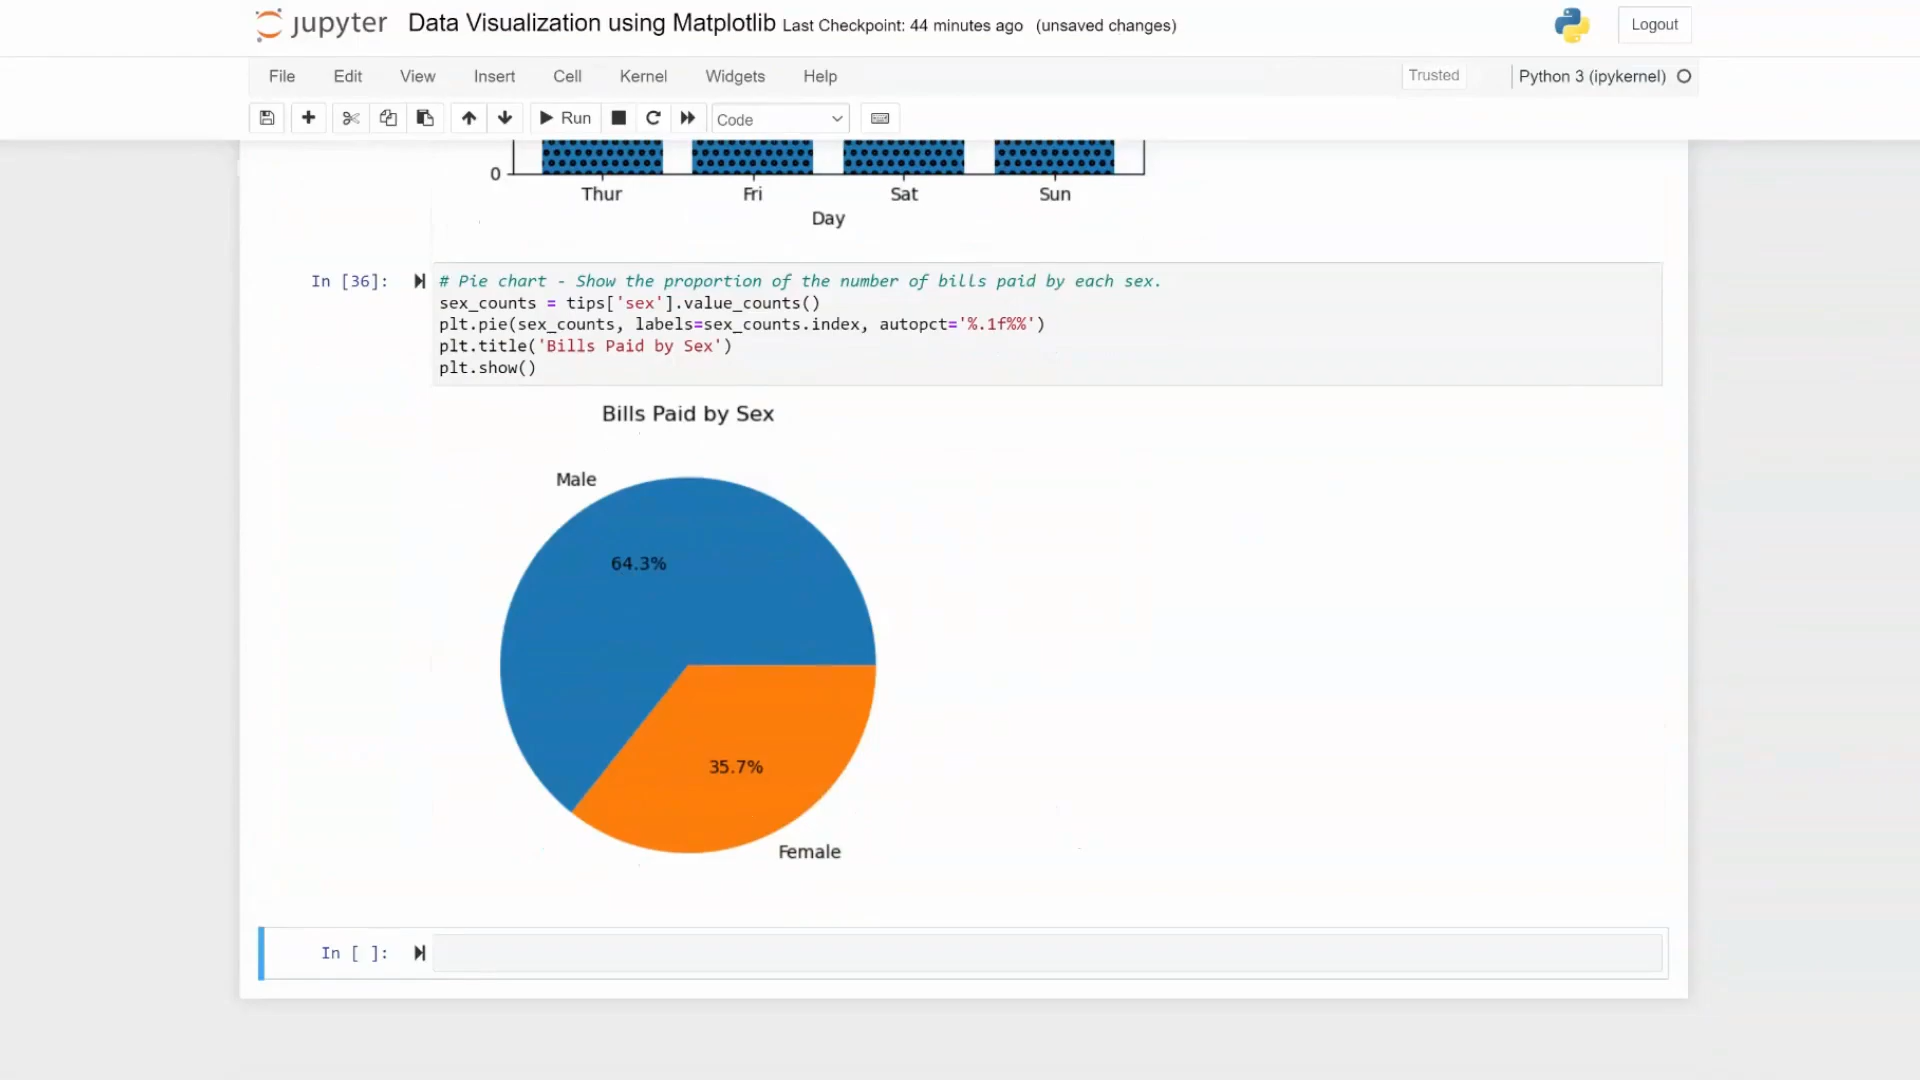 jupyter Data Visualization using Matplotlib Last Checkpoint: 44 minutes ago (unsaved changes) Logout
File Edit View Insert Cell Kernel Widgets Help Trusted Python 3 (ipykernel)
Run Code
0
Thur Fri Sat Sun
Day
In [36]: # Pie chart - Show the proportion of the number of bills paid by each sex.
sex_counts = tips['sex'].value_counts()
plt.pie(sex_counts, labels=sex_counts.index, autopct='%.1f%%')
plt.title('Bills Paid by Sex')
plt.show()
Bills Paid by Sex
Male
64.3%
35.7%
Female
In [ ]: